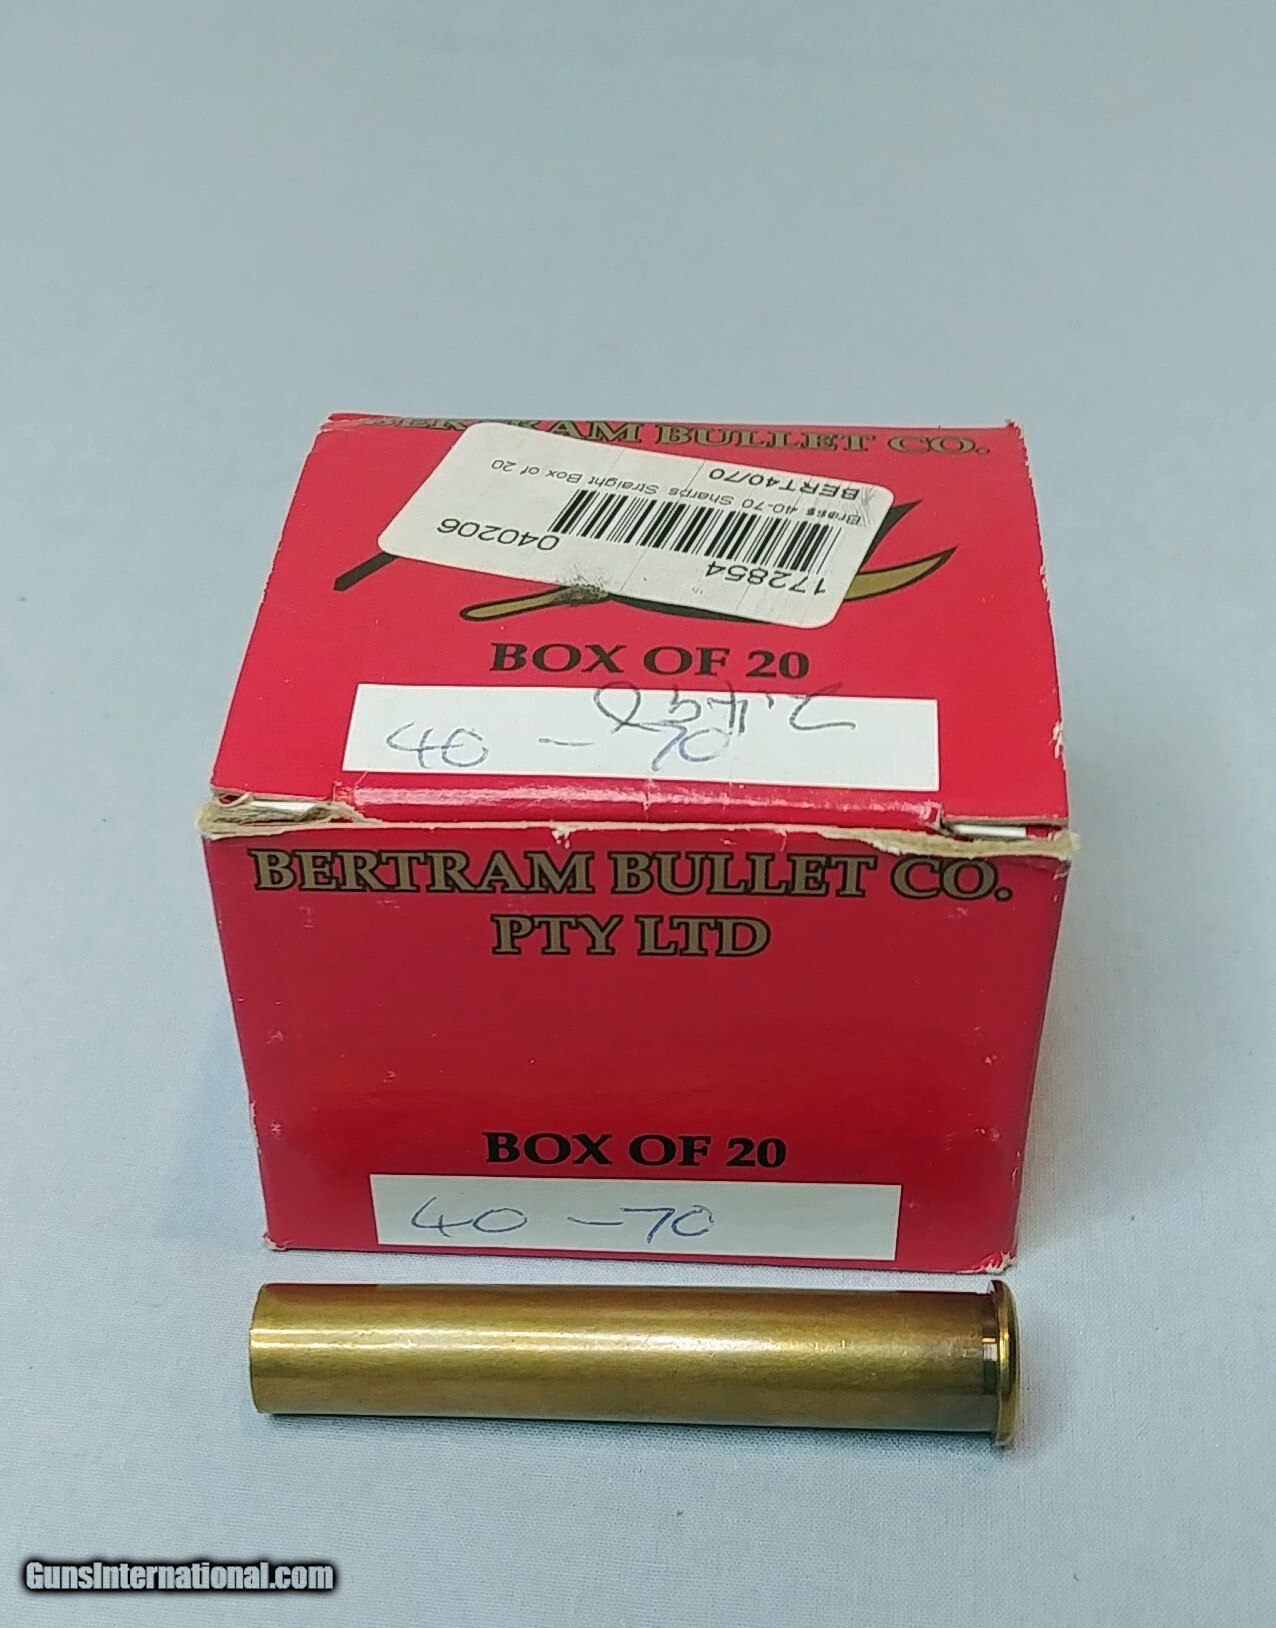 BERTRAM BULLET CO.
BERT40/70
Brass 40-70 Sharps Straight Box of 20
172854
040206
BOX OF 20
40-70
BERTRAM BULLET CO.
PTY LTD
BOX OF 20
40-70
GunsInternational.com